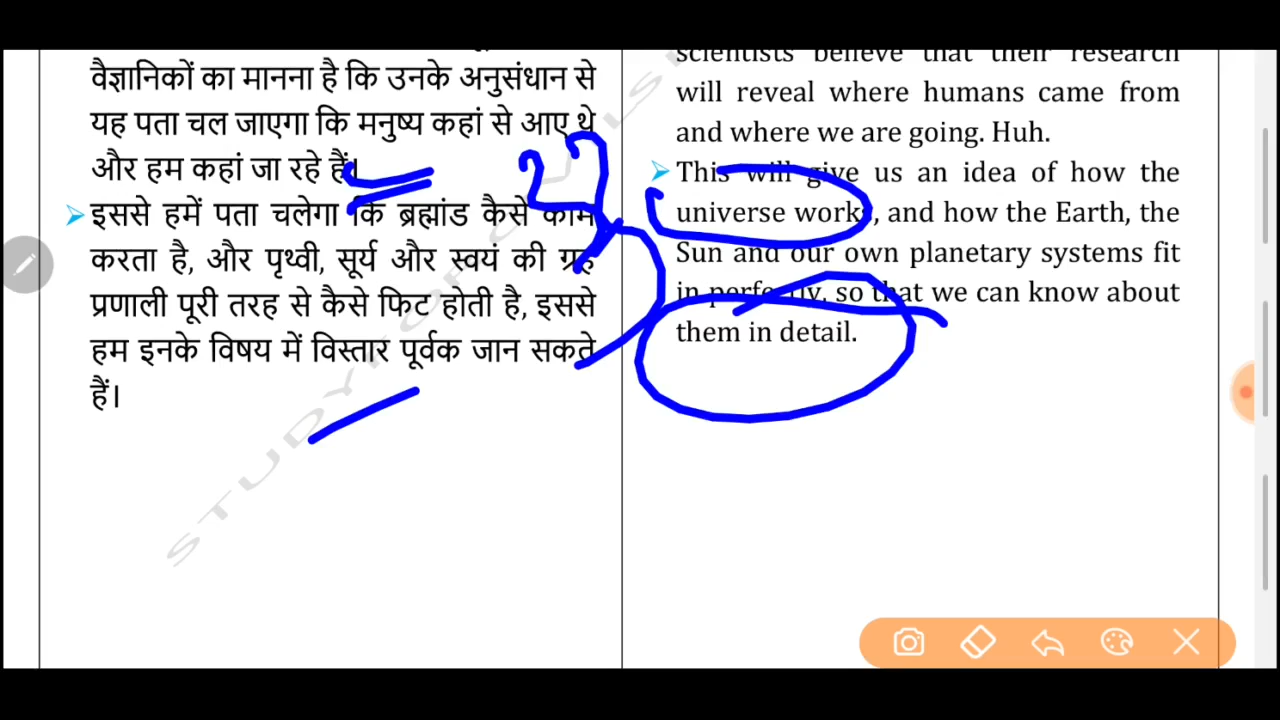 वैज्ञानिकों का मानना है कि उनके अनुसंधान से
यह पता चल जाएगा कि मनुष्य कहां से आए थे
और हम कहां जा रहे हैं।
इससे हमें पता चलेगा कि ब्रह्मांड कैसे काम
करता है, और पृथ्वी, सूर्य और स्वयं की ग्रह
प्रणाली पूरी तरह से कैसे फिट होती है, इससे
हम इनके विषय में विस्तार पूर्वक जान सकते
हैं।
scientists believe that their research
will reveal where humans came from
and where we are going. Huh.
This will give us an idea of how the
universe works, and how the Earth, the
Sun and our own planetary systems fit
in perfectly, so that we can know about
them in detail.